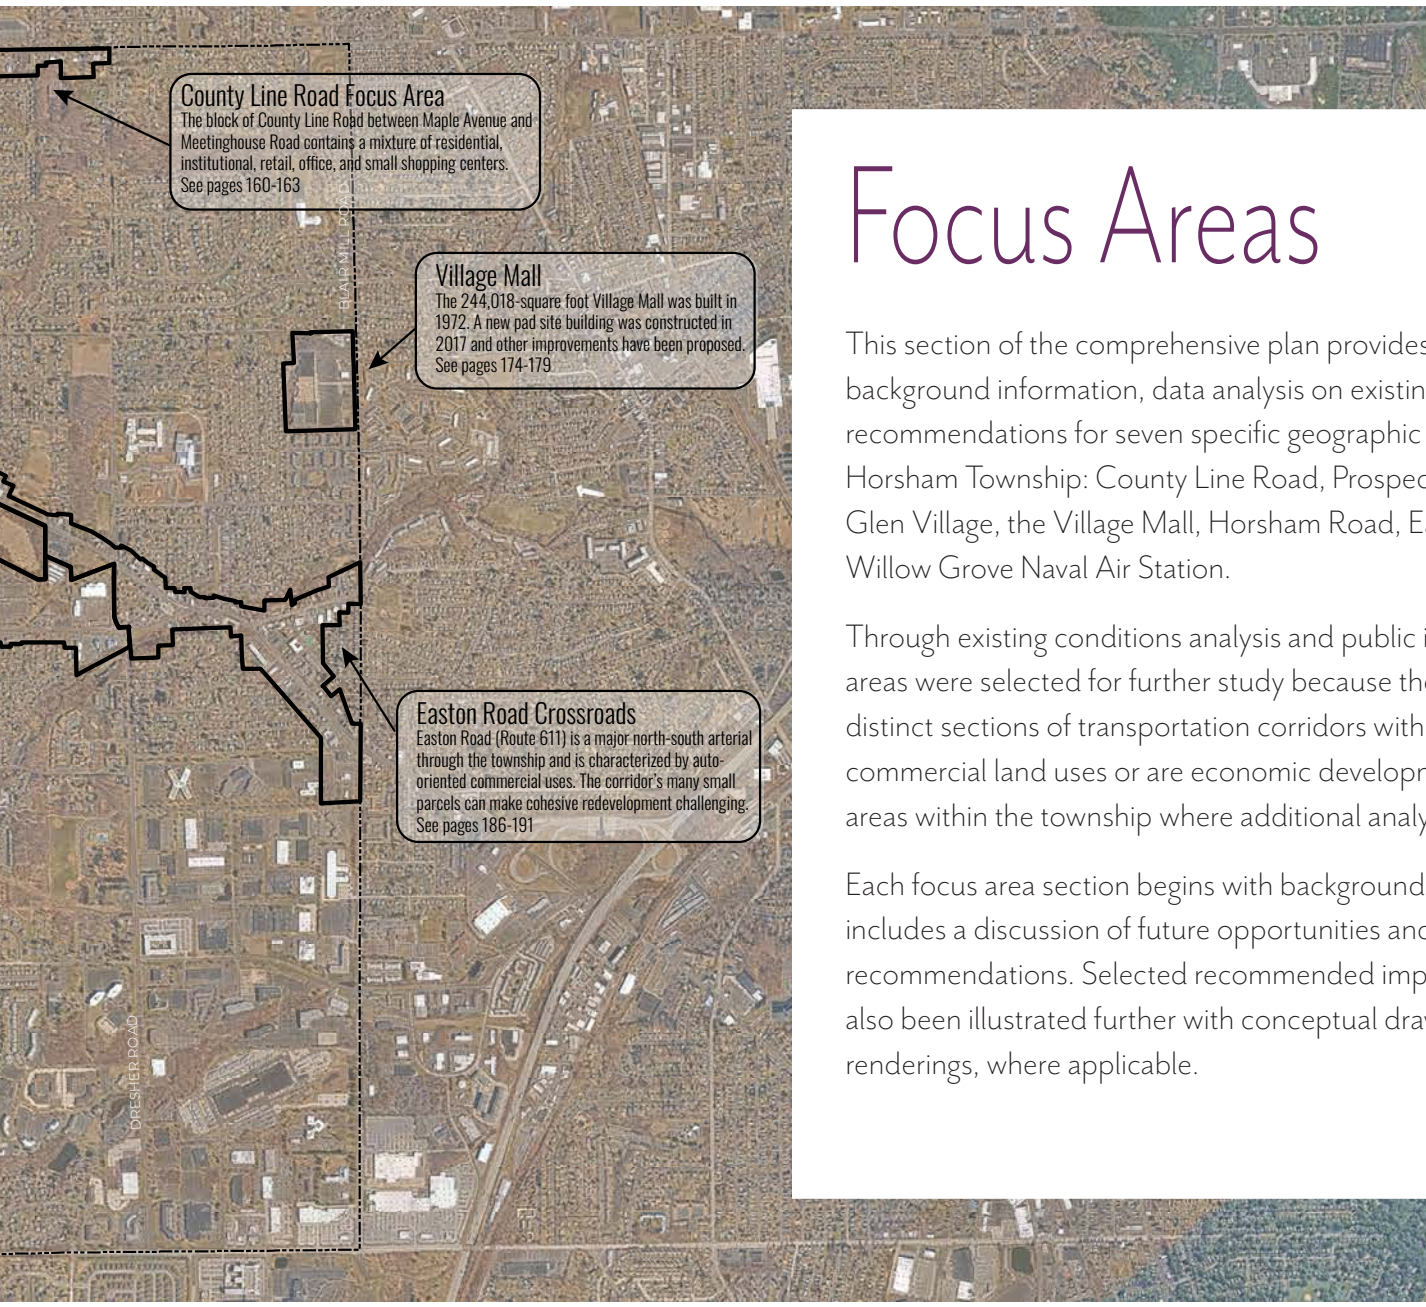 County Line Road Focus Area
The block of County Line Road between Maple Avenue and
Meetinghouse Road contains a mixture of residential,
institutional, retail, office, and small shopping centers.
See pages 160-163
BLAIR MILL ROAD
Village Mall
The 244,018-square foot Village Mall was built in
1972. A new pad site building was constructed in
2017 and other improvements have been proposed.
See pages 174-179
Easton Road Crossroads
Easton Road (Route 611) is a major north-south arterial
through the township and is characterized by auto-
oriented commercial uses. The corridor's many small
parcels can make cohesive redevelopment challenging.
See pages 186-191
DRESHER ROAD
Focus Areas
This section of the comprehensive plan provides
background information, data analysis on existin
recommendations for seven specific geographic
Horsham Township: County Line Road, Prospec
Glen Village, the Village Mall, Horsham Road, E
Willow Grove Naval Air Station.
Through existing conditions analysis and public i
areas were selected for further study because the
distinct sections of transportation corridors with
commercial land uses or are economic developm
areas within the township where additional analy
Each focus area section begins with background
includes a discussion of future opportunities and
recommendations. Selected recommended imp
also been illustrated further with conceptual dra
renderings, where applicable.